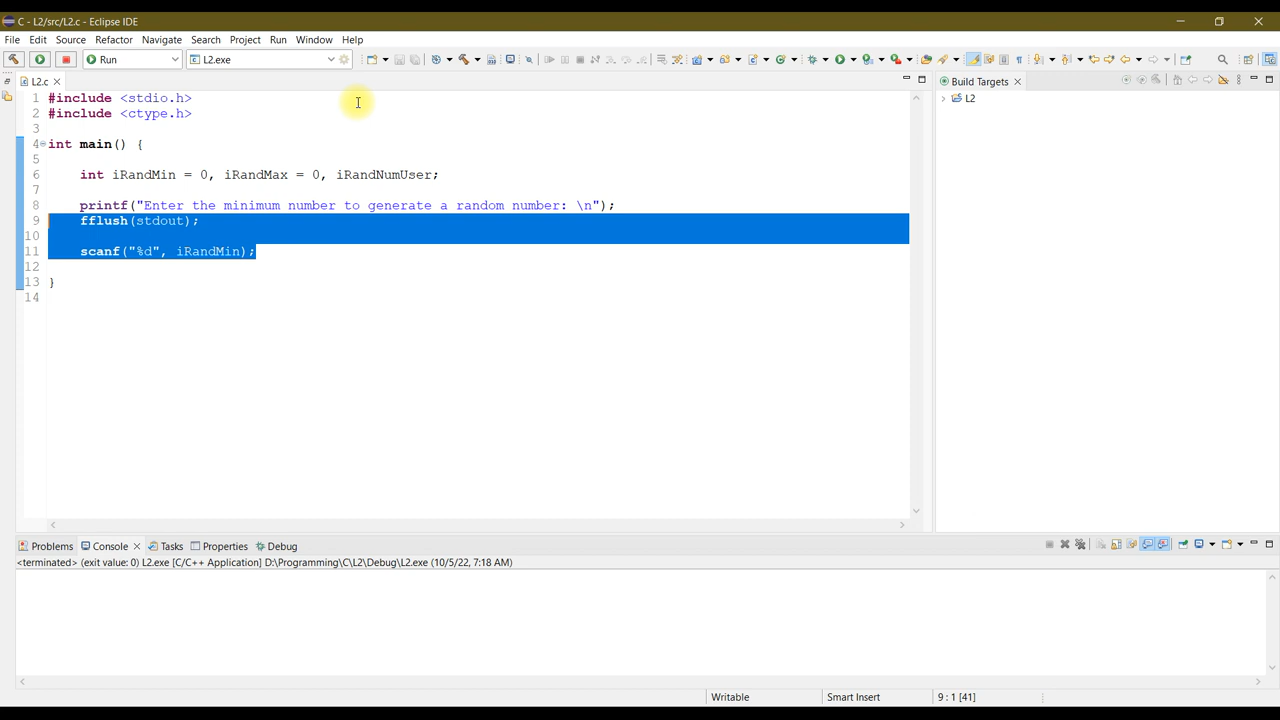 C - L2/src/L2.c - Eclipse IDE
File Edit Source Refactor Navigate Search Project Run Window Help
Run L2.exe
L2.c
Build Targets
1 #include <stdio.h>
L2
2 #include <ctype.h>
3
4 int main() {
5
6 int iRandMin = 0, iRandMax = 0, iRandNumUser;
7
8 printf("Enter the minimum number to generate a random number: \n");
9 fflush(stdout);
10
11 scanf("%d", iRandMin);
12
13 }
14
Problems Console Tasks Properties Debug
<terminated> (exit value: 0) L2.exe [C/C++ Application] D:\Programming\C\L2\Debug\L2.exe (10/5/22, 7:18 AM)
Writable Smart Insert 9 : 1 [41]